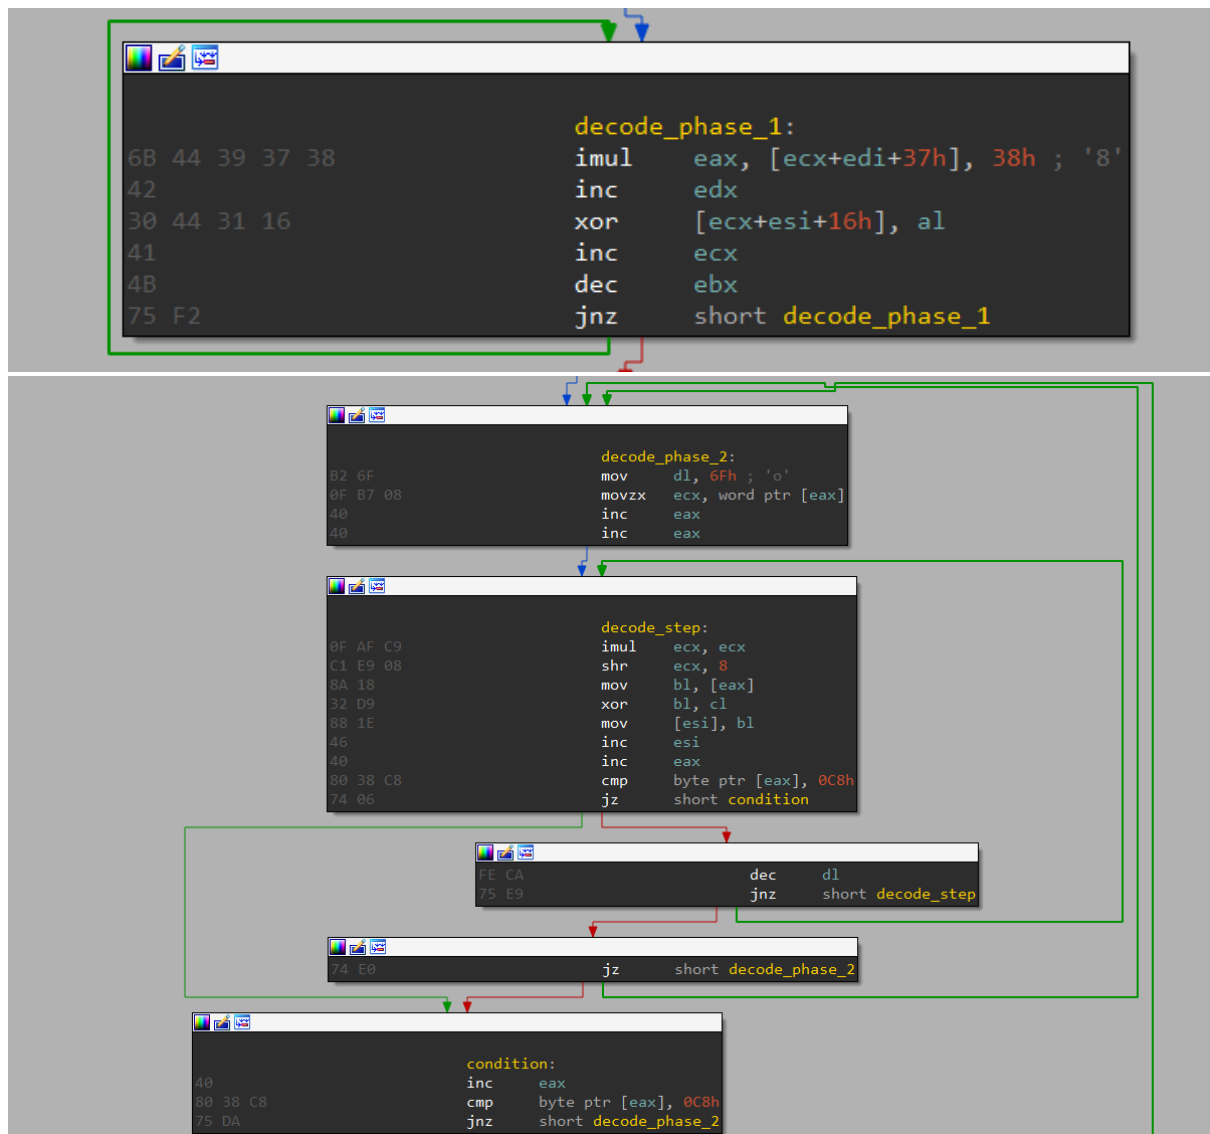 decode_phase_1:
6B 44 39 37 38 imul eax, [ecx+edi+37h], 38h ; '8'
42 inc edx
30 44 31 16 xor [ecx+esi+16h], al
41 inc ecx
4B dec ebx
75 F2 jnz short decode_phase_1
decode_phase_2:
B2 6F mov dl, 6Fh ; 'o'
0F B7 08 movzx ecx, word ptr [eax]
40 inc eax
40 inc eax
decode_step:
0F AF C9 imul ecx, ecx
C1 E9 08 shr ecx, 8
8A 18 mov bl, [eax]
32 D9 xor bl, cl
88 1E mov [esi], bl
46 inc esi
40 inc eax
80 38 C8 cmp byte ptr [eax], 0C8h
74 06 jz short condition
FE CA dec dl
75 E9 jnz short decode_step
74 E0 jz short decode_phase_2
condition:
40 inc eax
80 38 C8 cmp byte ptr [eax], 0C8h
75 DA jnz short decode_phase_2